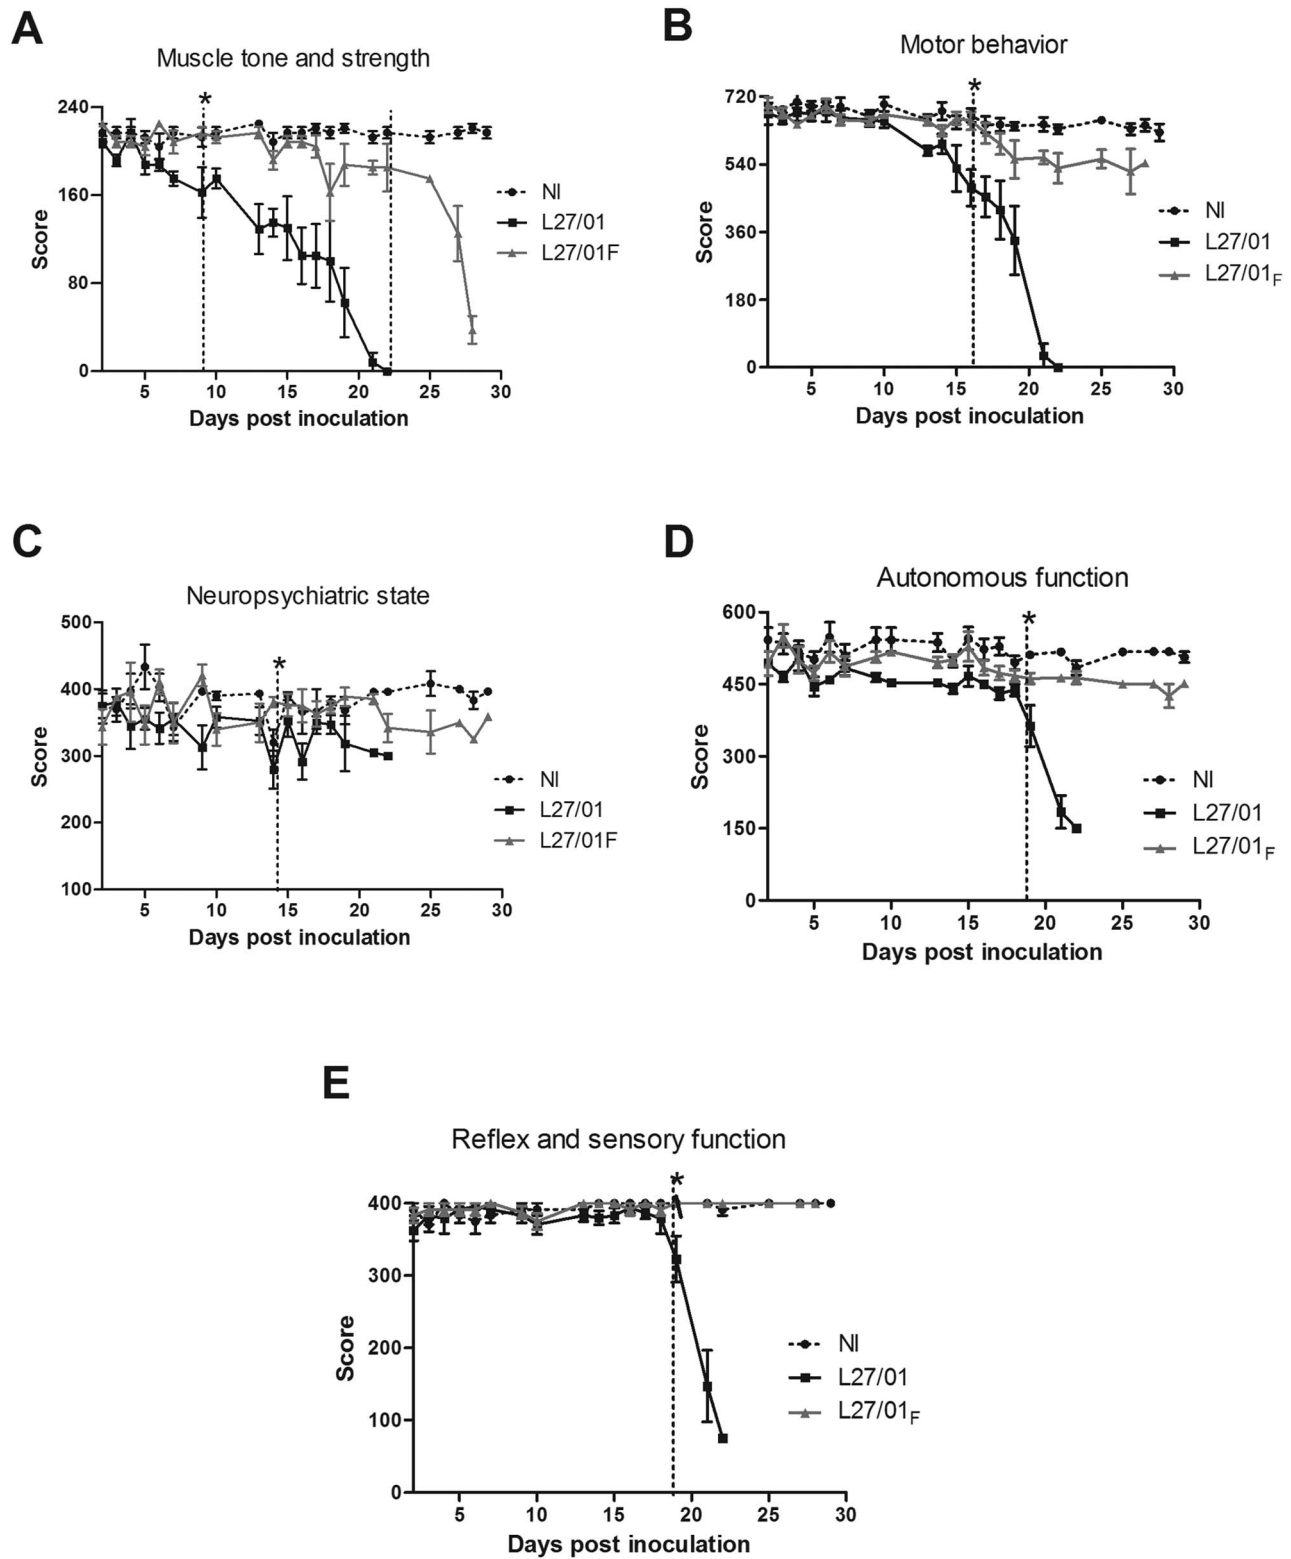 A
Muscle tone and strength
*
240
160
80
0
Score
5 10 15 20 25 30
Days post inoculation
NI
L27/01
L27/01F
B
Motor behavior
*
720
540
360
180
0
Score
5 10 15 20 25 30
Days post inoculation
NI
L27/01
L27/01F
C
Neuropsychiatric state
*
500
400
300
200
100
Score
5 10 15 20 25 30
Days post inoculation
NI
L27/01
L27/01F
D
Autonomous function
*
600
450
300
150
0
Score
5 10 15 20 25 30
Days post inoculation
NI
L27/01
L27/01F
E
Reflex and sensory function
*
400
300
200
100
0
Score
5 10 15 20 25 30
Days post inoculation
NI
L27/01
L27/01F